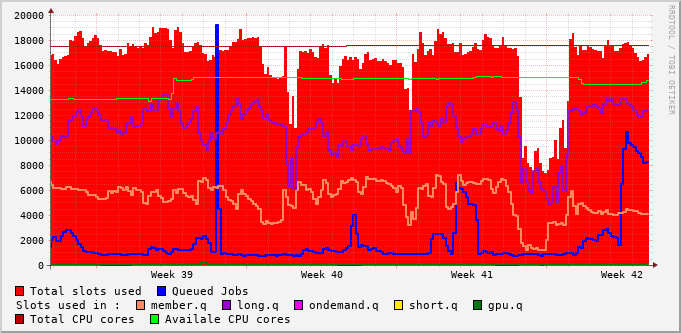 20000
18000
16000
14000
12000
10000
8000
6000
4000
2000
0
Week 39 Week 40 Week 41 Week 42
RRDTOOL / TOBI OETIKER
Total slots used Queued Jobs
Slots used in : member.q long.q ondemand.q short.q gpu.q
Total CPU cores Availale CPU cores